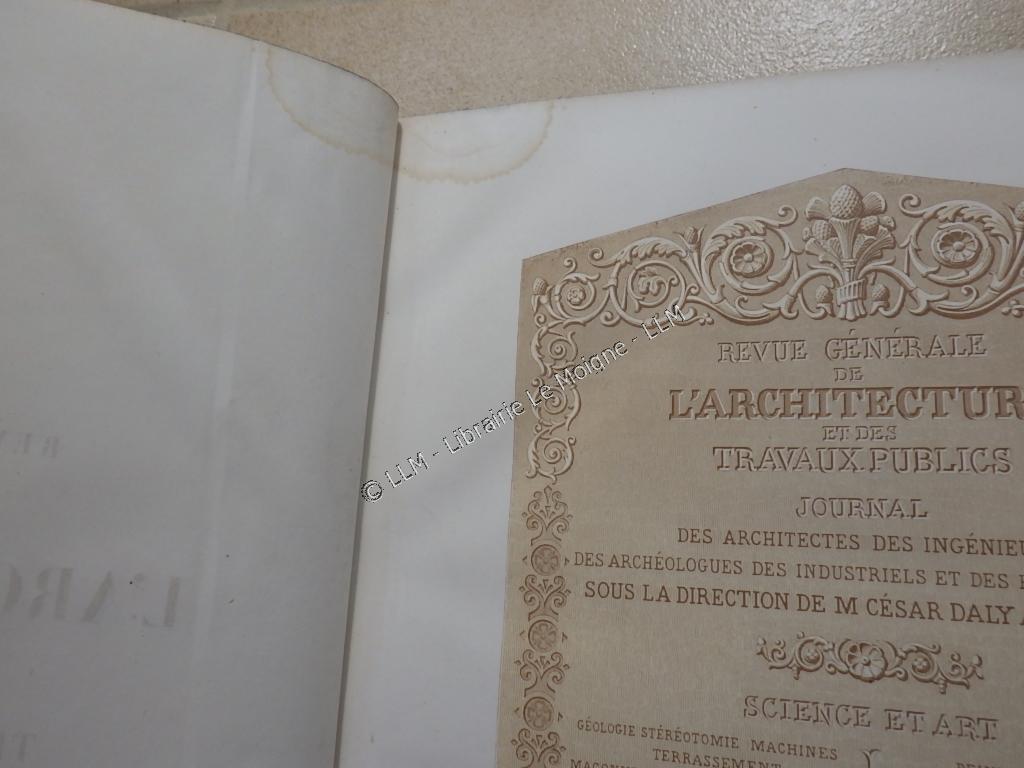 REVUE GÉNÉRALE
DE
L'ARCHITECTUR
ET DES
TRAVAUX PUBLICS
JOURNAL
DES ARCHITECTES DES INGÉNIEU
DES ARCHÉOLOGUES DES INDUSTRIELS ET DES
SOUS LA DIRECTION DE M CÉSAR DALY
SCIENCE ET ART
GÉOLOGIE STÉRÉOTOMIE MACHINES
TERRASSEMENT
© LLM - Librairie Le Moigne - LLM